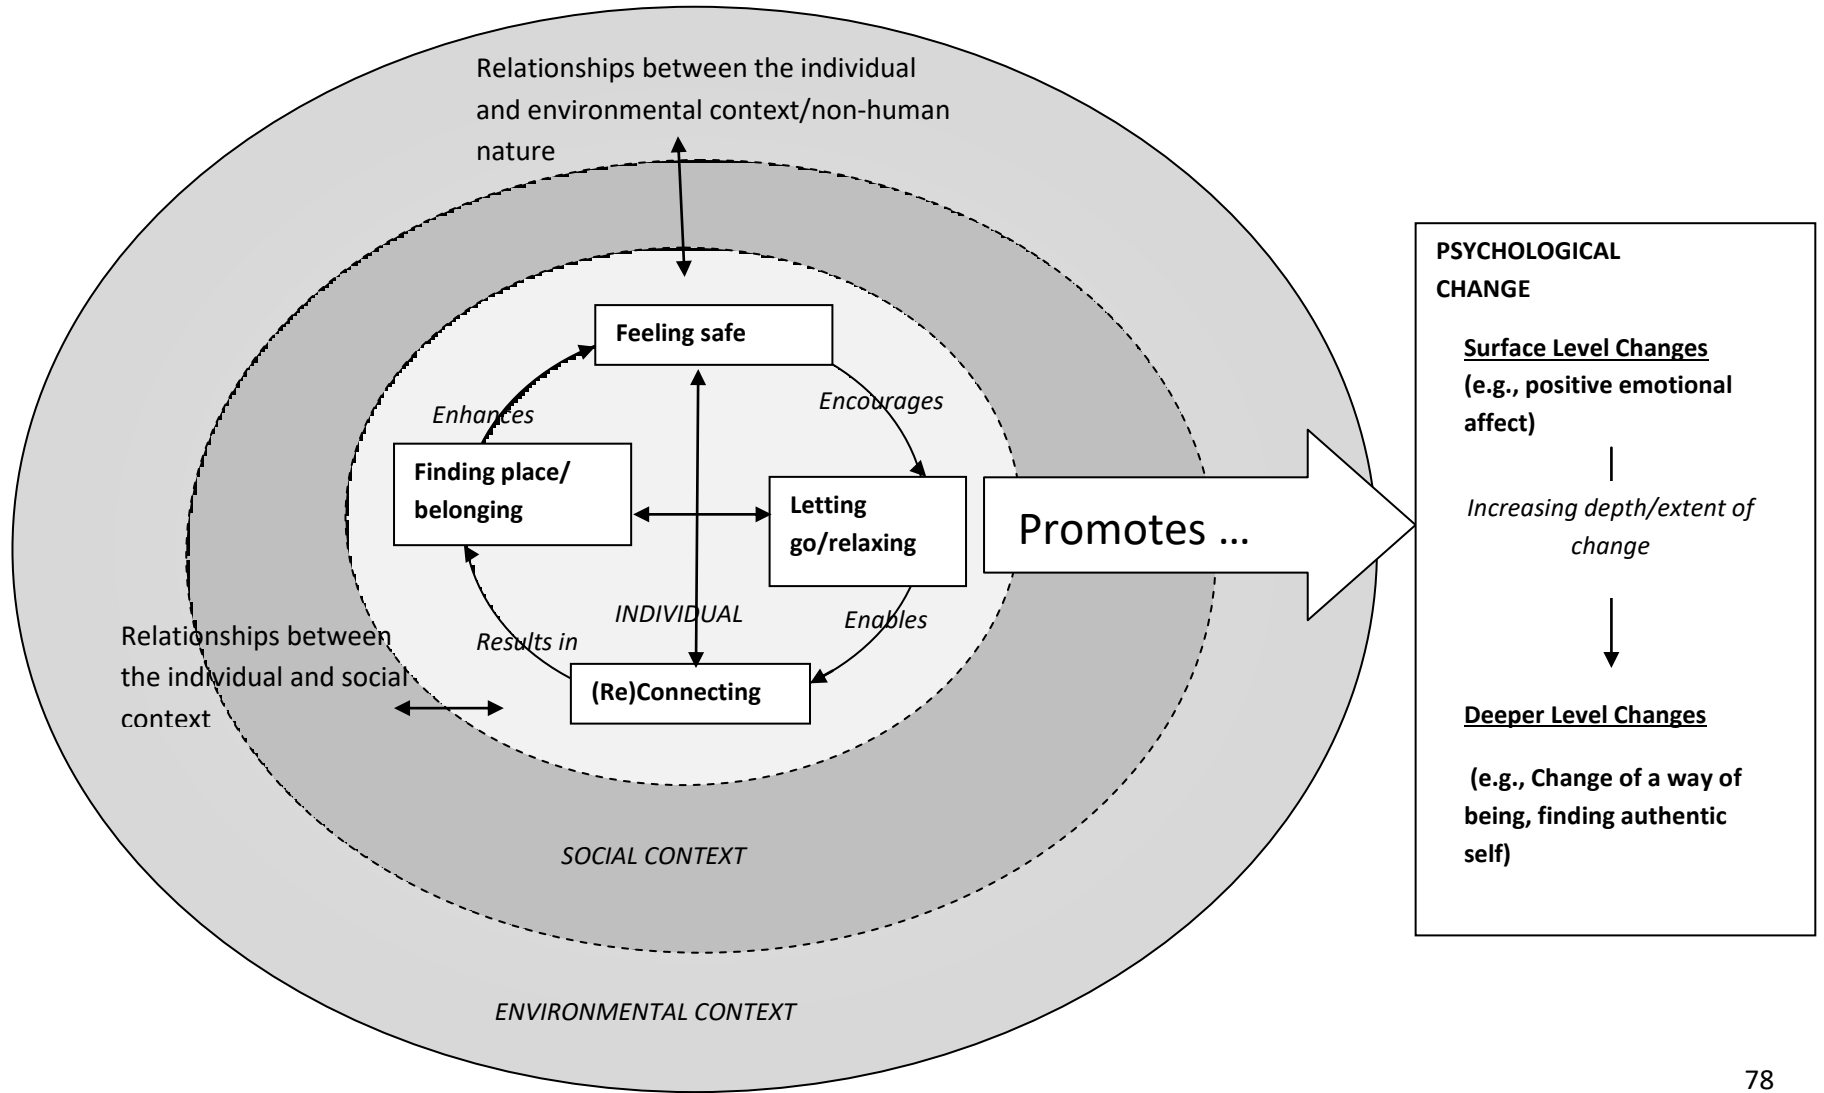 Relationships between the individual
and environmental context/non-human
nature
Feeling safe
Enhances
Encourages
Finding place/
belonging
Letting
go/relaxing
INDIVIDUAL
Enables
Results in
(Re)Connecting
Relationships between
the individual and social
context
SOCIAL CONTEXT
ENVIRONMENTAL CONTEXT
Promotes ...
PSYCHOLOGICAL
CHANGE
Surface Level Changes
(e.g., positive emotional
affect)
Increasing depth/extent of
change
Deeper Level Changes
(e.g., Change of a way of
being, finding authentic
self)
78